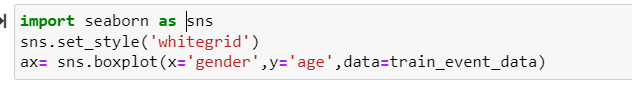 import seaborn as sns
sns.set_style('whitegrid')
ax= sns.boxplot(x='gender',y='age',data=train_event_data)